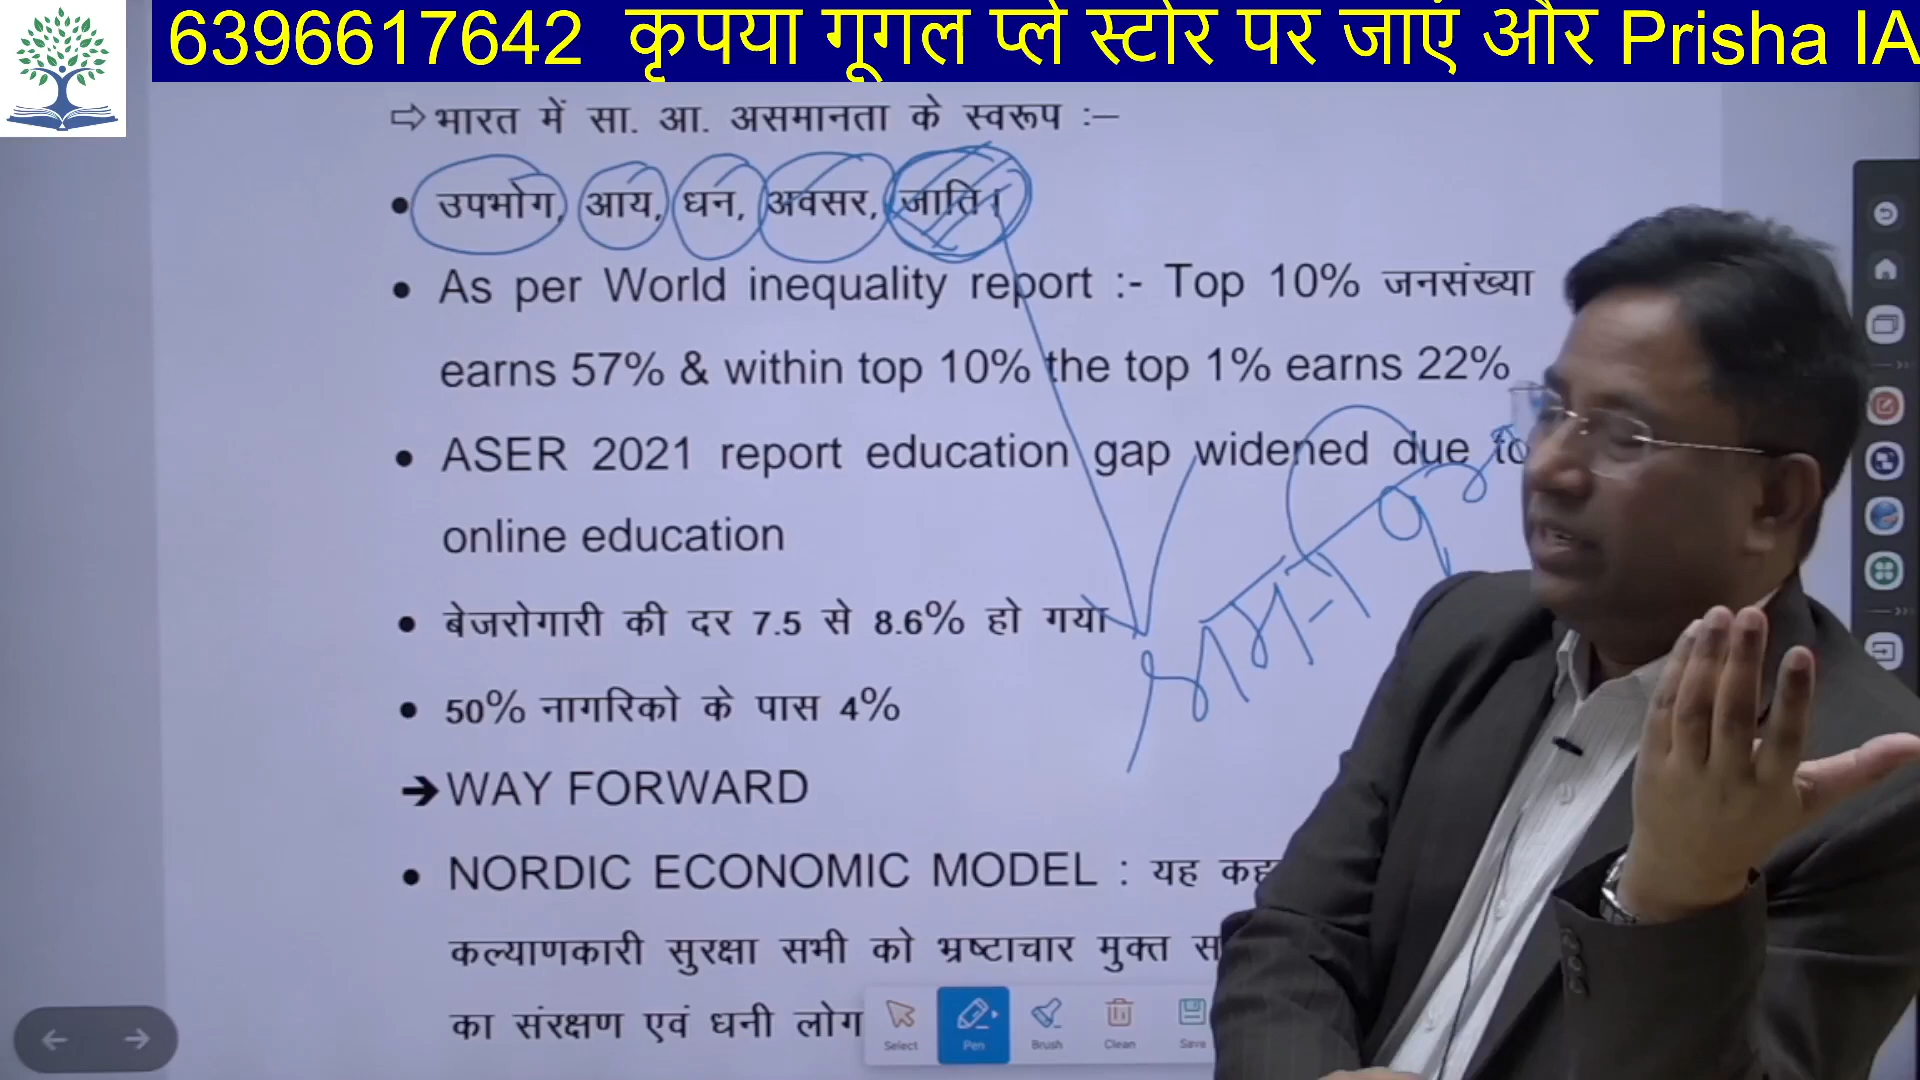 6396617642 कृपया गूगल प्ले स्टोर पर जाएं और Prisha IA
⇨ भारत में सा. आ. असमानता के स्वरूप :–
• उपभोग, आय, धन, अवसर, जाति।
• As per World inequality report :- Top 10% जनसंख्या
earns 57% & within top 10% the top 1% earns 22%
• ASER 2021 report education gap widened due to
online education
• बेजरोगारी की दर 7.5 से 8.6% हो गया
• 50% नागरिको के पास 4%
➔ WAY FORWARD
• NORDIC ECONOMIC MODEL : यह
कल्याणकारी सुरक्षा सभी को भ्रष्टाचार मुक्त
का संरक्षण एवं धनी लोग
Select Pen Brush Clean Save